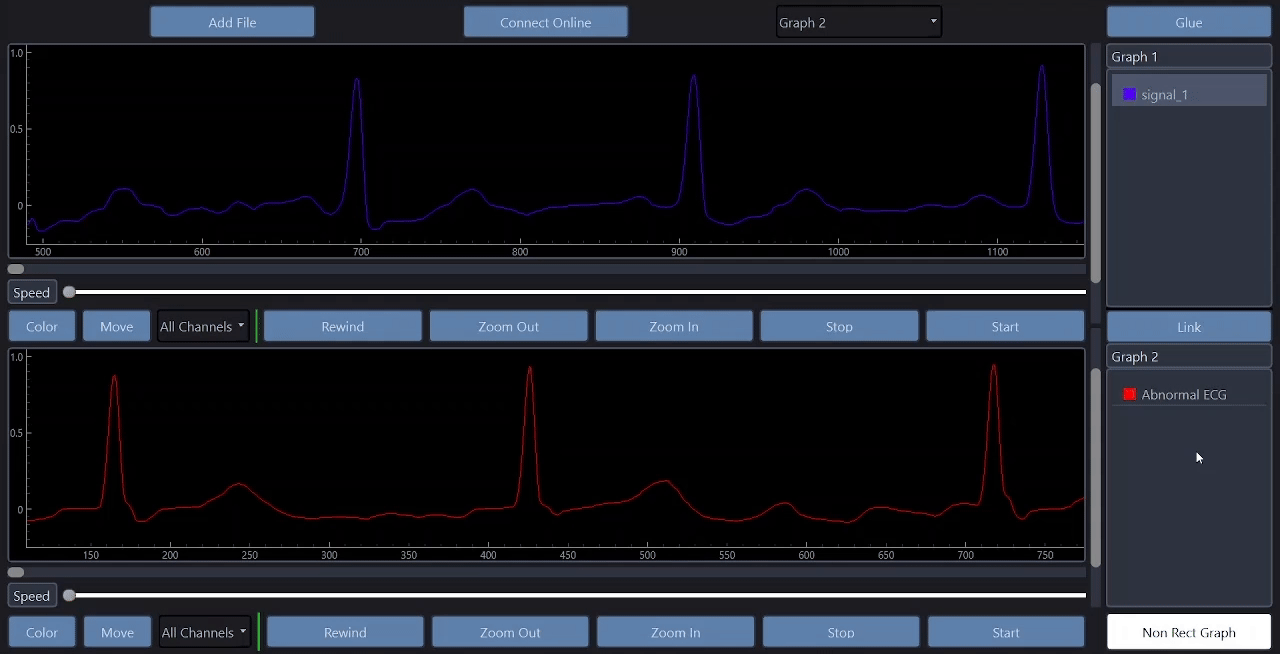 Add File Connect Online Graph 2 Glue
Graph 1
signal_1
1.0
0.5
0
500 600 700 800 900 1000 1100
Speed
Color Move All Channels Rewind Zoom Out Zoom In Stop Start
Link
Graph 2
Abnormal ECG
1.0
0.5
0
150 200 250 300 350 400 450 500 550 600 650 700 750
Speed
Color Move All Channels Rewind Zoom Out Zoom In Stop Start
Non Rect Graph